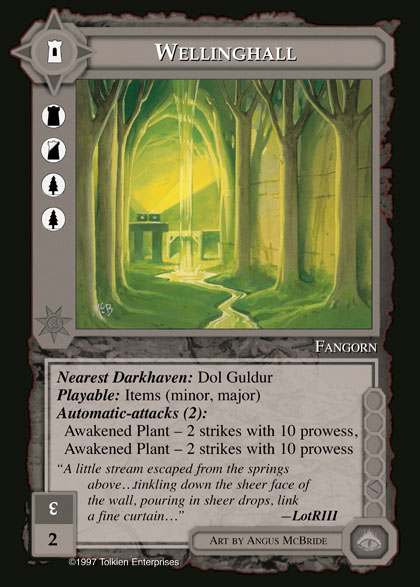 WELLINGHALL
McB
FANGORN
Nearest Darkhaven: Dol Guldur
Playable: Items (minor, major)
Automatic-attacks (2):
Awakened Plant – 2 strikes with 10 prowess,
Awakened Plant – 2 strikes with 10 prowess
“A little stream escaped from the springs
above…tinkling down the sheer face of
the wall, pouring in sheer drops, link
a fine curtain…” —LotRIII
3
2
ART BY ANGUS MCBRIDE
©1997 Tolkien Enterprises